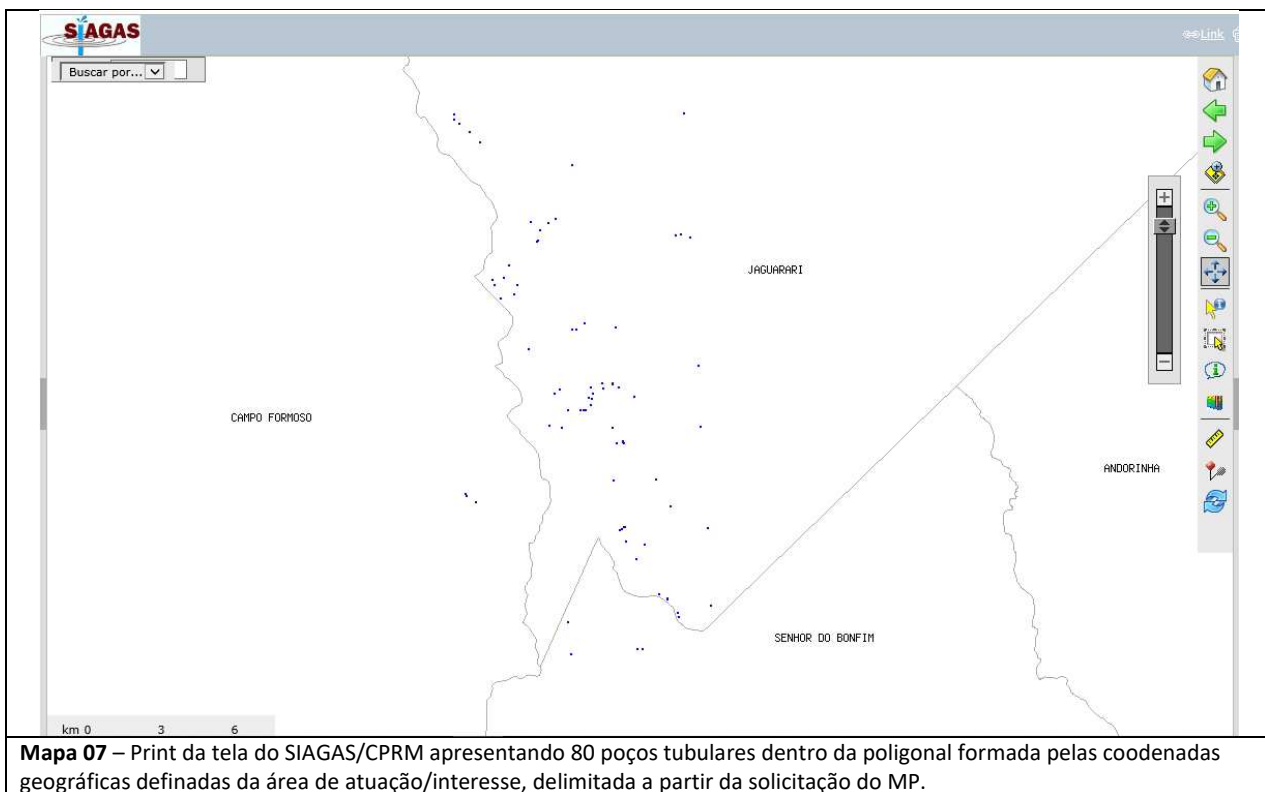 SIAGAS
Link
Buscar por...
JAGUARARI
CAMPO FORMOSO
ANDORINHA
SENHOR DO BONFIM
km 0 3 6
Mapa 07 – Print da tela do SIAGAS/CPRM apresentando 80 poços tubulares dentro da poligonal formada pelas coodenadas
geográficas definadas da área de atuação/interesse, delimitada a partir da solicitação do MP.